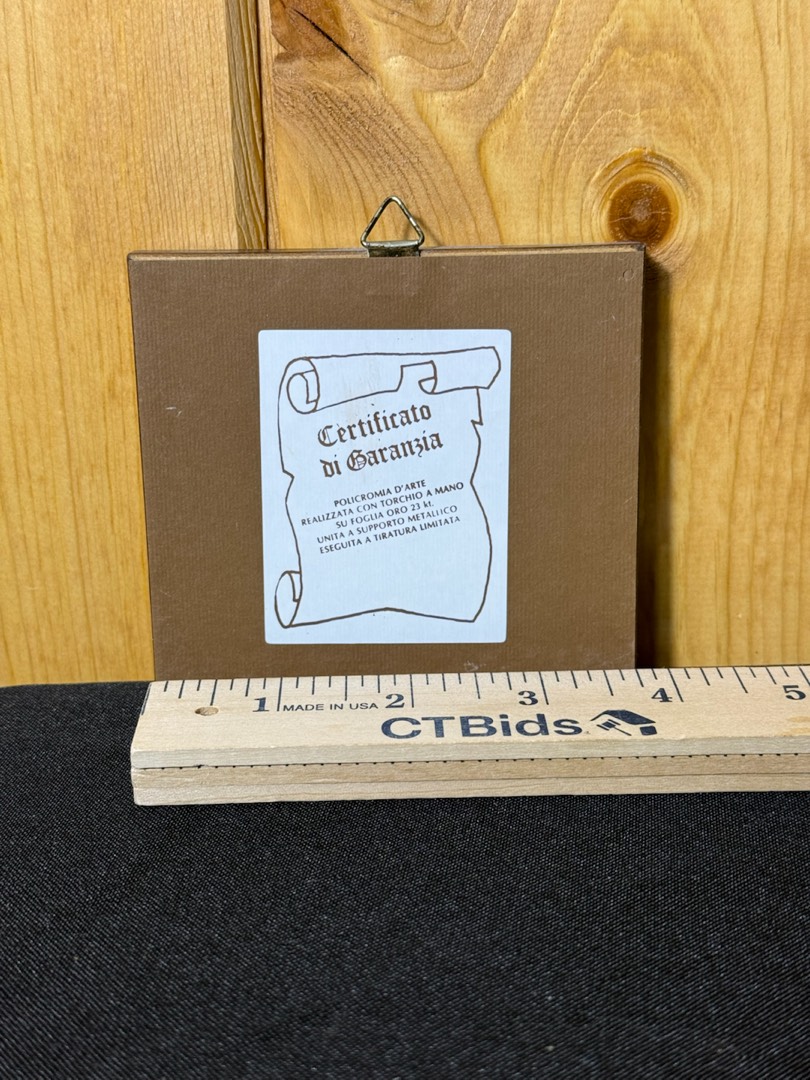 Certificato
di Garanzia
POLICROMIA D'ARTE
REALIZZATA CON TORCHIO A MANO
SU FOGLIA ORO 23 kt.
UNITA A SUPPORTO METALLICO
ESEGUITA A TIRATURA LIMITATA
1 MADE IN USA 2 3 4 5
CTBids